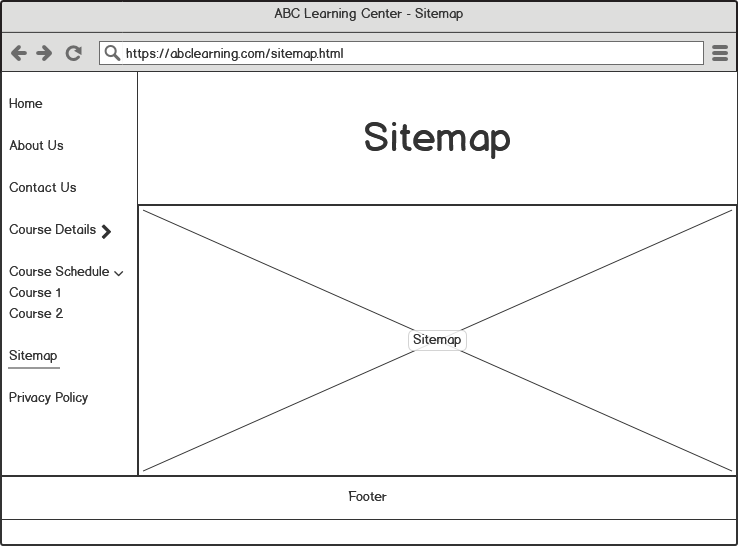 ABC Learning Center - Sitemap
https://abclearning.com/sitemap.html
Home
About Us
Contact Us
Course Details
Course Schedule
Course 1
Course 2
Sitemap
Privacy Policy
Sitemap
Sitemap
Footer